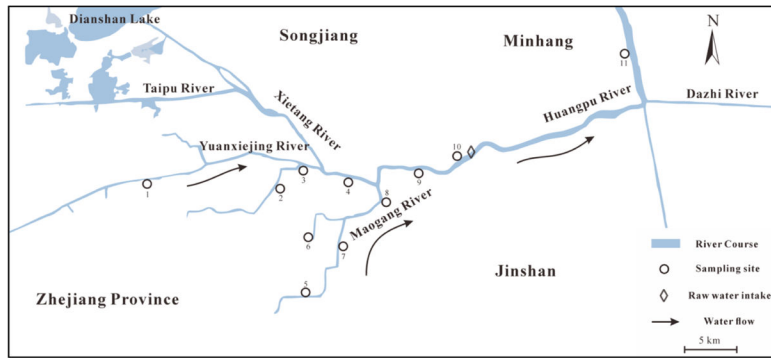 Dianshan Lake
Songjiang
Minhang
N
11
Taipu River
Xietang River
Huangpu River
Dazhi River
Yuanxiejing River
10
3
9
1
2
4
8
Maogang River
6
7
River Course
Jinshan
Sampling site
5
Raw water intake
Zhejiang Province
Water flow
5 km